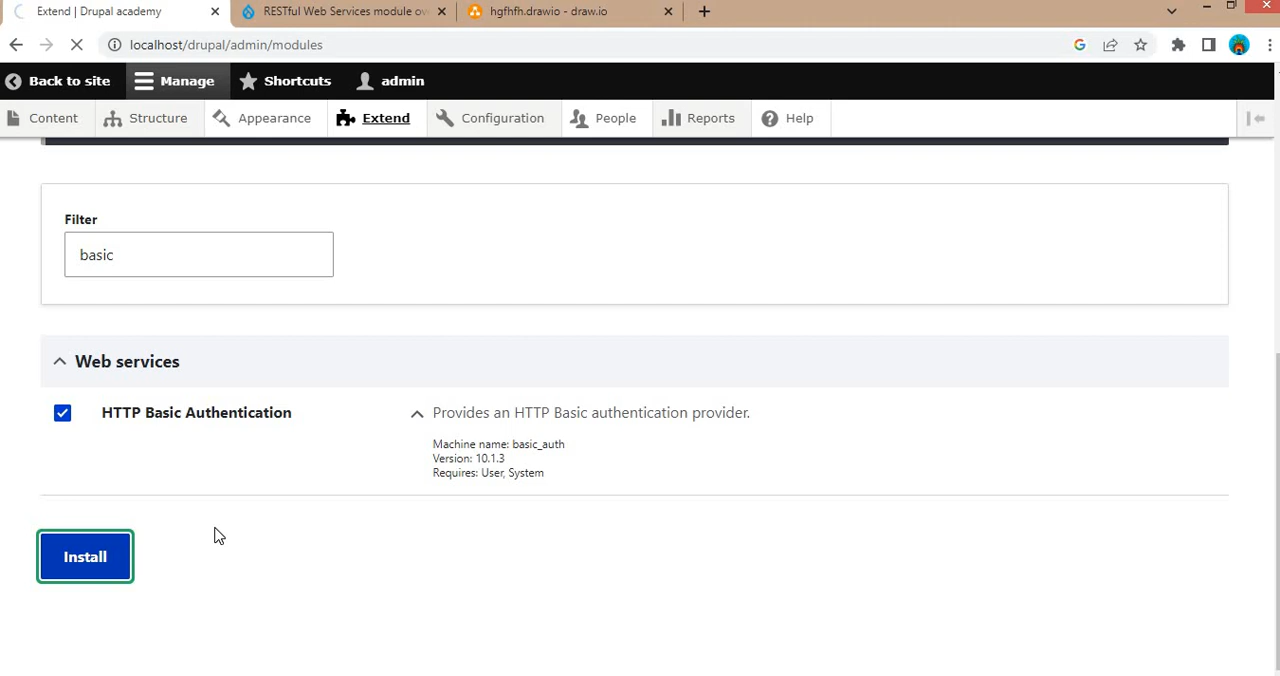 Extend | Drupal academy
RESTful Web Services module ov
hgfhfh.drawio - draw.io
localhost/drupal/admin/modules
Back to site
Manage
Shortcuts
admin
Content
Structure
Appearance
Extend
Configuration
People
Reports
Help
Filter
basic
Web services
HTTP Basic Authentication
Provides an HTTP Basic authentication provider.
Machine name: basic_auth
Version: 10.1.3
Requires: User, System
Install